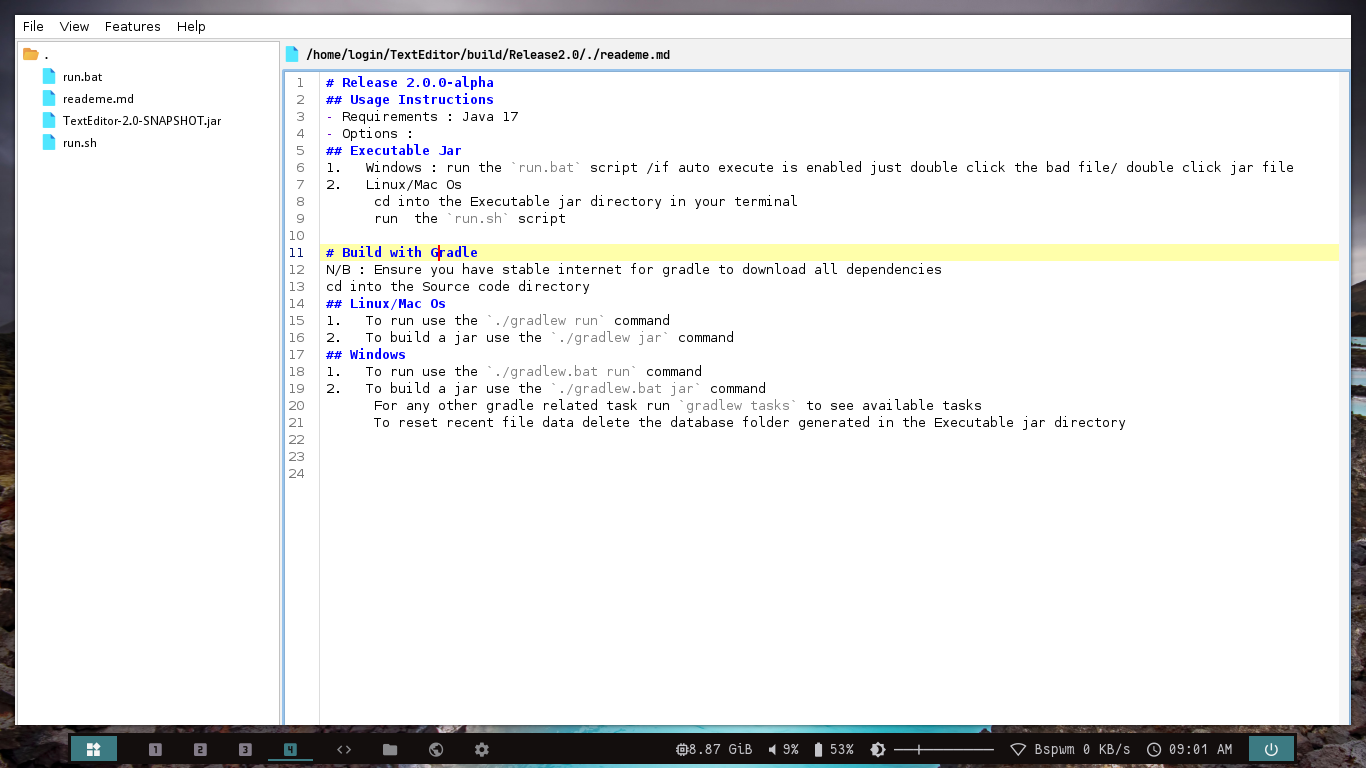 File View Features Help
.
run.bat
reademe.md
TextEditor-2.0-SNAPSHOT.jar
run.sh
/home/login/TextEditor/build/Release2.0/./reademe.md
1 # Release 2.0.0-alpha
2 ## Usage Instructions
3 - Requirements : Java 17
4 - Options :
5 ## Executable Jar
6 1.   Windows : run the `run.bat` script /if auto execute is enabled just double click the bad file/ double click jar file
7 2.   Linux/Mac Os
8       cd into the Executable jar directory in your terminal
9       run  the `run.sh` script
10
11 # Build with Gradle
12 N/B : Ensure you have stable internet for gradle to download all dependencies
13 cd into the Source code directory
14 ## Linux/Mac Os
15 1.   To run use the `./gradlew run` command
16 2.   To build a jar use the `./gradlew jar` command
17 ## Windows
18 1.   To run use the `./gradlew.bat run` command
19 2.   To build a jar use the `./gradlew.bat jar` command
20       For any other gradle related task run `gradlew tasks` to see available tasks
21       To reset recent file data delete the database folder generated in the Executable jar directory
22
23
24
1 2 3 4 <> 8.87 GiB 9% 53% Bspwm 0 KB/s 09:01 AM